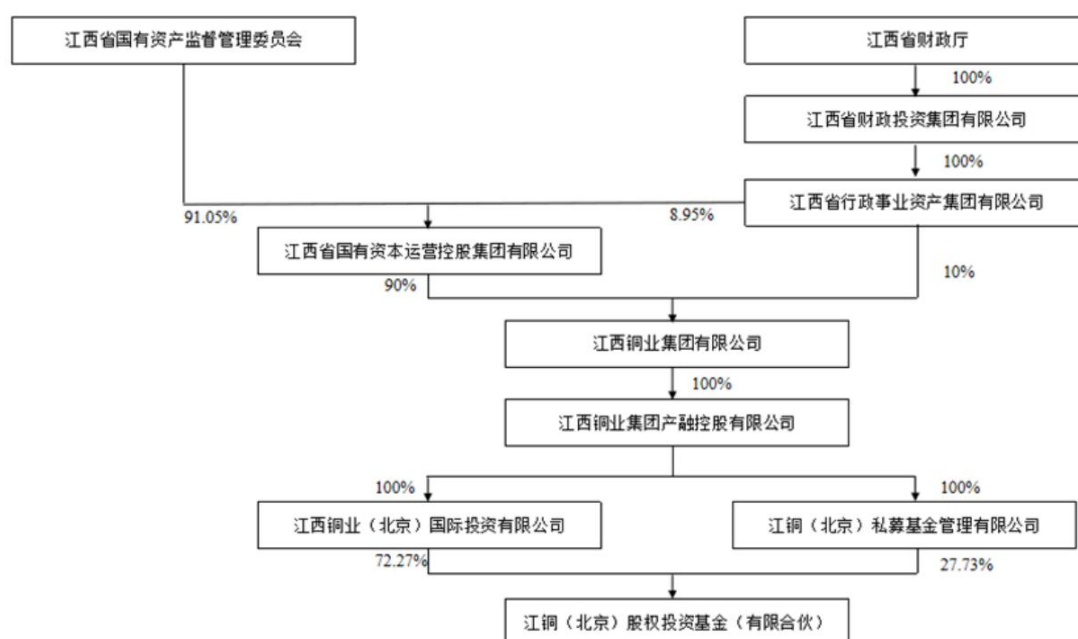 江西省国有资产监督管理委员会
江西省财政厅
100%
江西省财政投资集团有限公司
100%
江西省行政事业资产集团有限公司
91.05%
8.95%
江西省国有资本运营控股集团有限公司
90%
10%
江西铜业集团有限公司
100%
江西铜业集团产融控股有限公司
100%
100%
江西铜业（北京）国际投资有限公司
江铜（北京）私募基金管理有限公司
72.27%
27.73%
江铜（北京）股权投资基金（有限合伙）